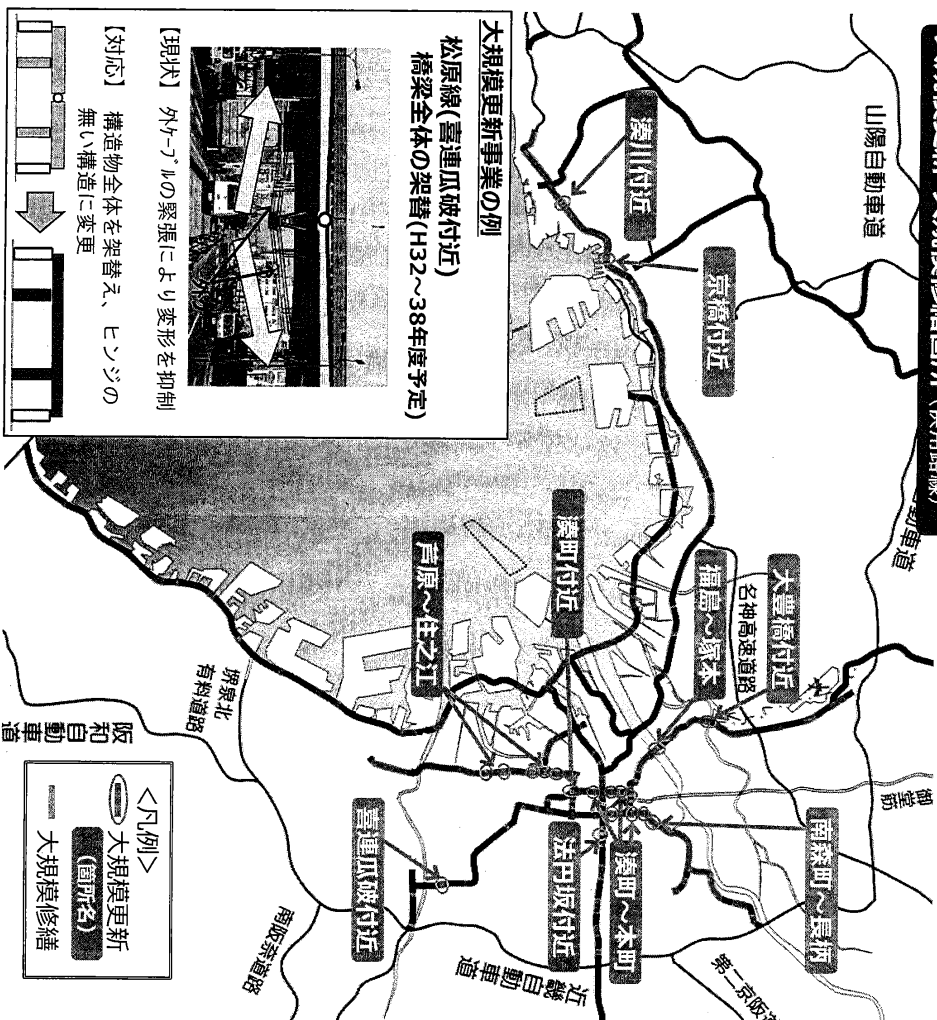 山陽自動車道
湊川付近
京橋付近
大規模更新事業の例
松原線(喜連瓜破付近)
橋梁全体の架替(H32～38年度予定)
【現状】 外ケーブルの緊張により変形を抑制
【対応】 構造物全体を架替え、ヒンジの
無い構造に変更
大豊橋付近
名神高速道路
福島～塚本
湊町付近
芦原～住之江
御堂筋
南森町～長柄
湊町～本町
法円坂付近
喜連瓜破付近
近畿自動車道
第二京阪道
南阪奈道路
堺泉北
有料道路
阪和自動車道
<凡例>
大規模更新
(箇所名)
大規模修繕